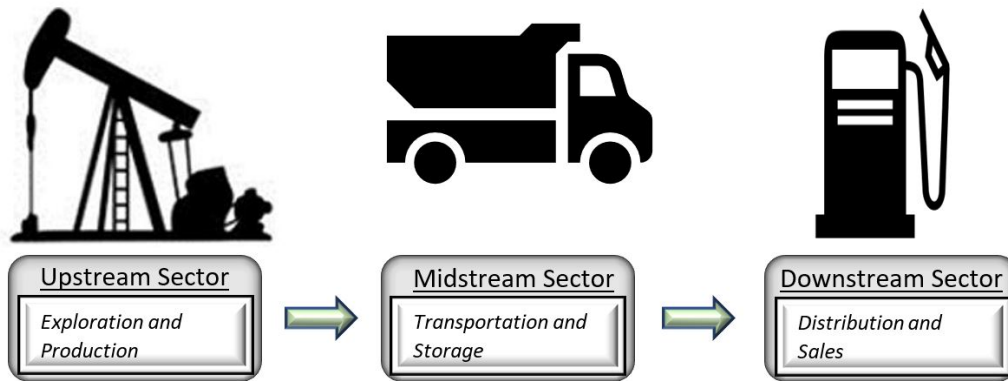 Upstream Sector
Exploration and
Production
Midstream Sector
Transportation and
Storage
Downstream Sector
Distribution and
Sales